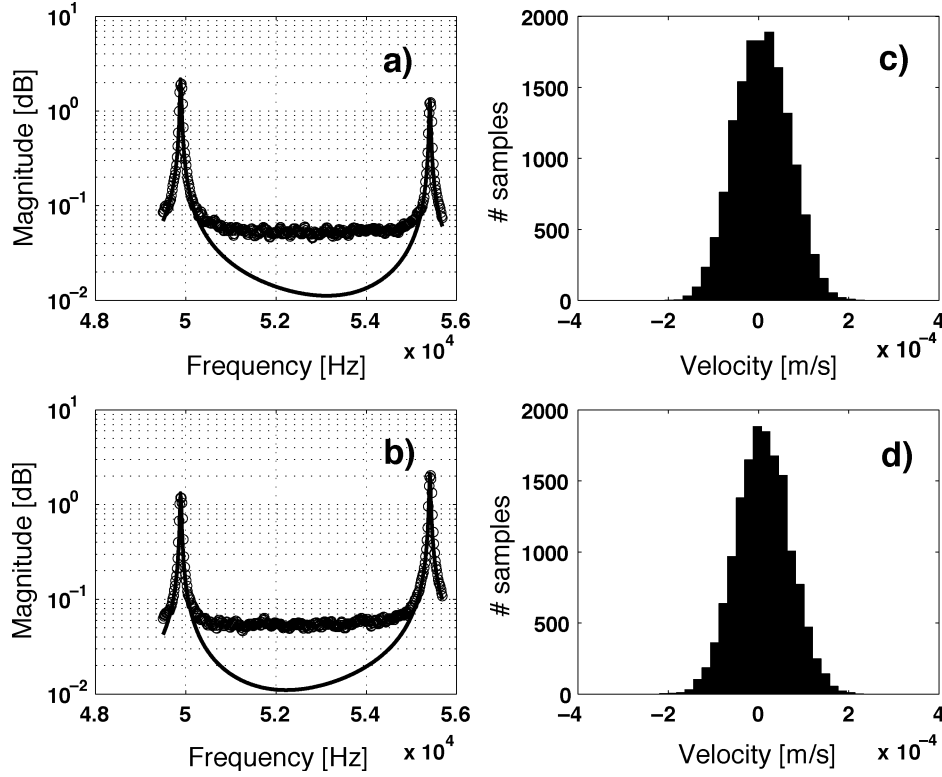 a)
Magnitude [dB]
10^1
10^0
10^−1
10^−2
4.8 5 5.2 5.4 5.6
x 10^4
Frequency [Hz]
c)
# samples
2000
1500
1000
500
0
−4 −2 0 2 4
x 10^−4
Velocity [m/s]
b)
Magnitude [dB]
10^1
10^0
10^−1
10^−2
4.8 5 5.2 5.4 5.6
x 10^4
Frequency [Hz]
d)
# samples
2000
1500
1000
500
0
−4 −2 0 2 4
x 10^−4
Velocity [m/s]